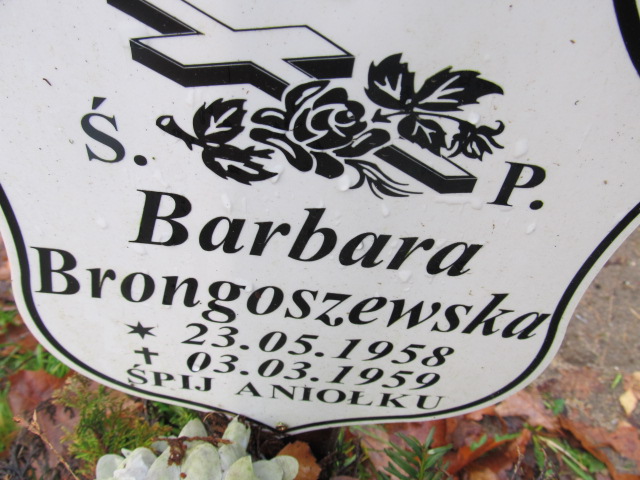 Ś. P.
Barbara
Brongoszewska
✶ 23.05.1958
✝ 03.03.1959
ŚPIJ ANIOŁKU